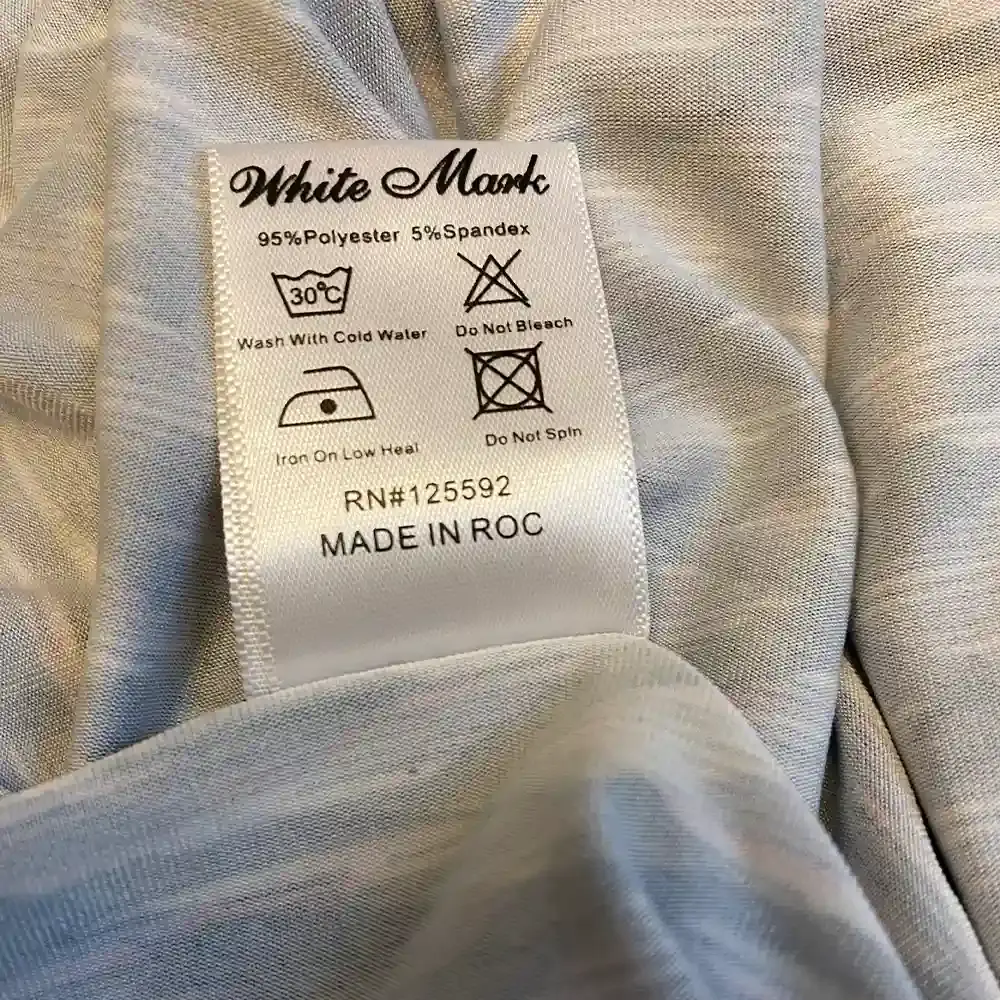 White Mark
95%Polyester 5%Spandex
30°C
Wash With Cold Water Do Not Bleach
Iron On Low Heal Do Not Spin
RN#125592
MADE IN ROC